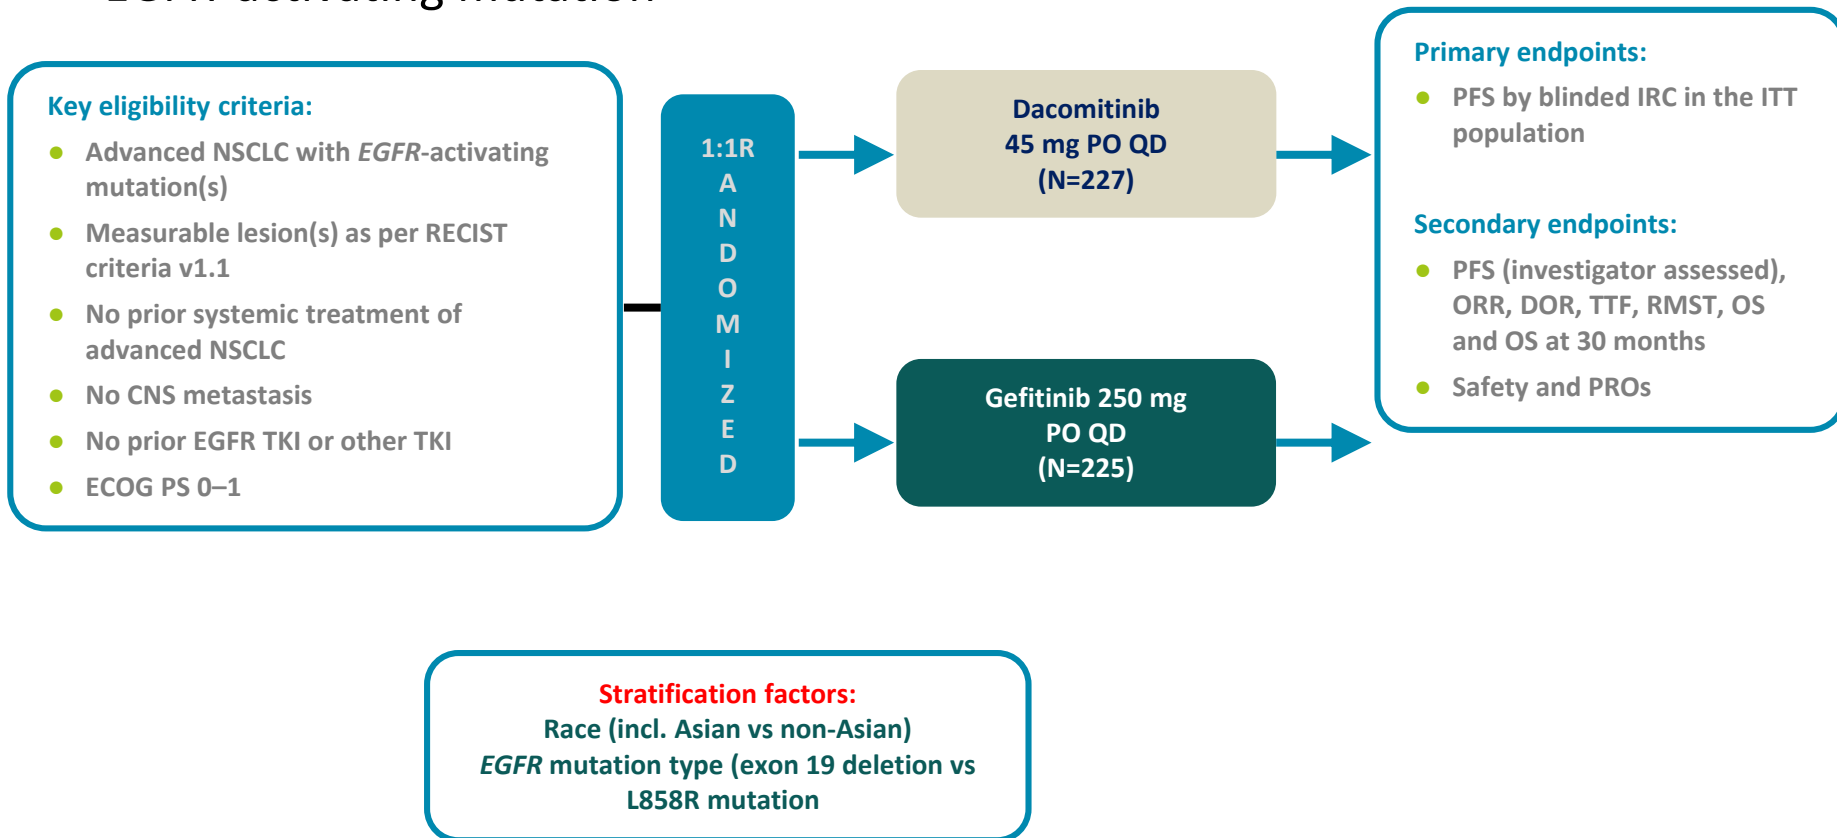 EGFR-activating mutation
Key eligibility criteria:
● Advanced NSCLC with EGFR-activating
mutation(s)
● Measurable lesion(s) as per RECIST
criteria v1.1
● No prior systemic treatment of
advanced NSCLC
● No CNS metastasis
● No prior EGFR TKI or other TKI
● ECOG PS 0–1
1:1R
A
N
D
O
M
I
Z
E
D
Dacomitinib
45 mg PO QD
(N=227)
Gefitinib 250 mg
PO QD
(N=225)
Primary endpoints:
● PFS by blinded IRC in the ITT
population
Secondary endpoints:
● PFS (investigator assessed),
ORR, DOR, TTF, RMST, OS
and OS at 30 months
● Safety and PROs
Stratification factors:
Race (incl. Asian vs non-Asian)
EGFR mutation type (exon 19 deletion vs
L858R mutation